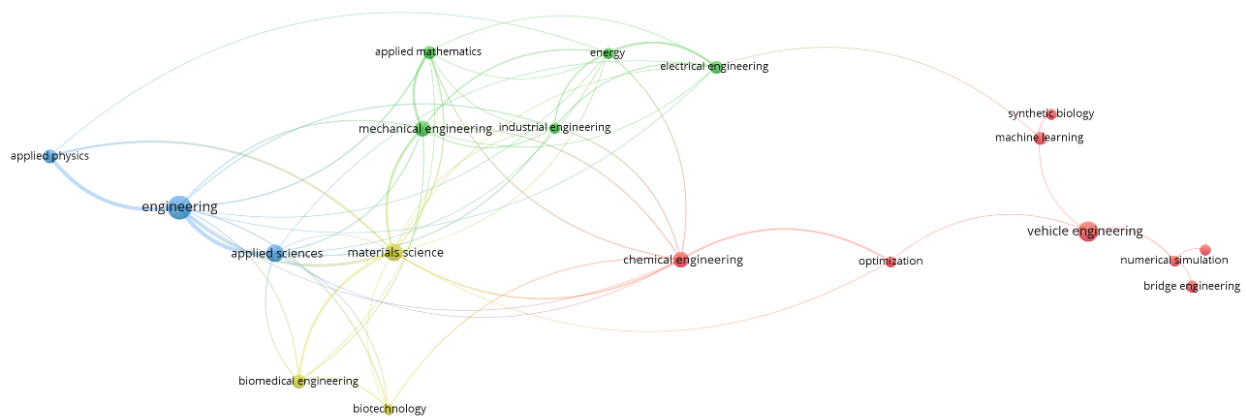 applied mathematics
energy
electrical engineering
synthetic biology
mechanical engineering
industrial engineering
machine learning
applied physics
engineering
vehicle engineering
applied sciences
materials science
chemical engineering
optimization
numerical simulation
bridge engineering
biomedical engineering
biotechnology